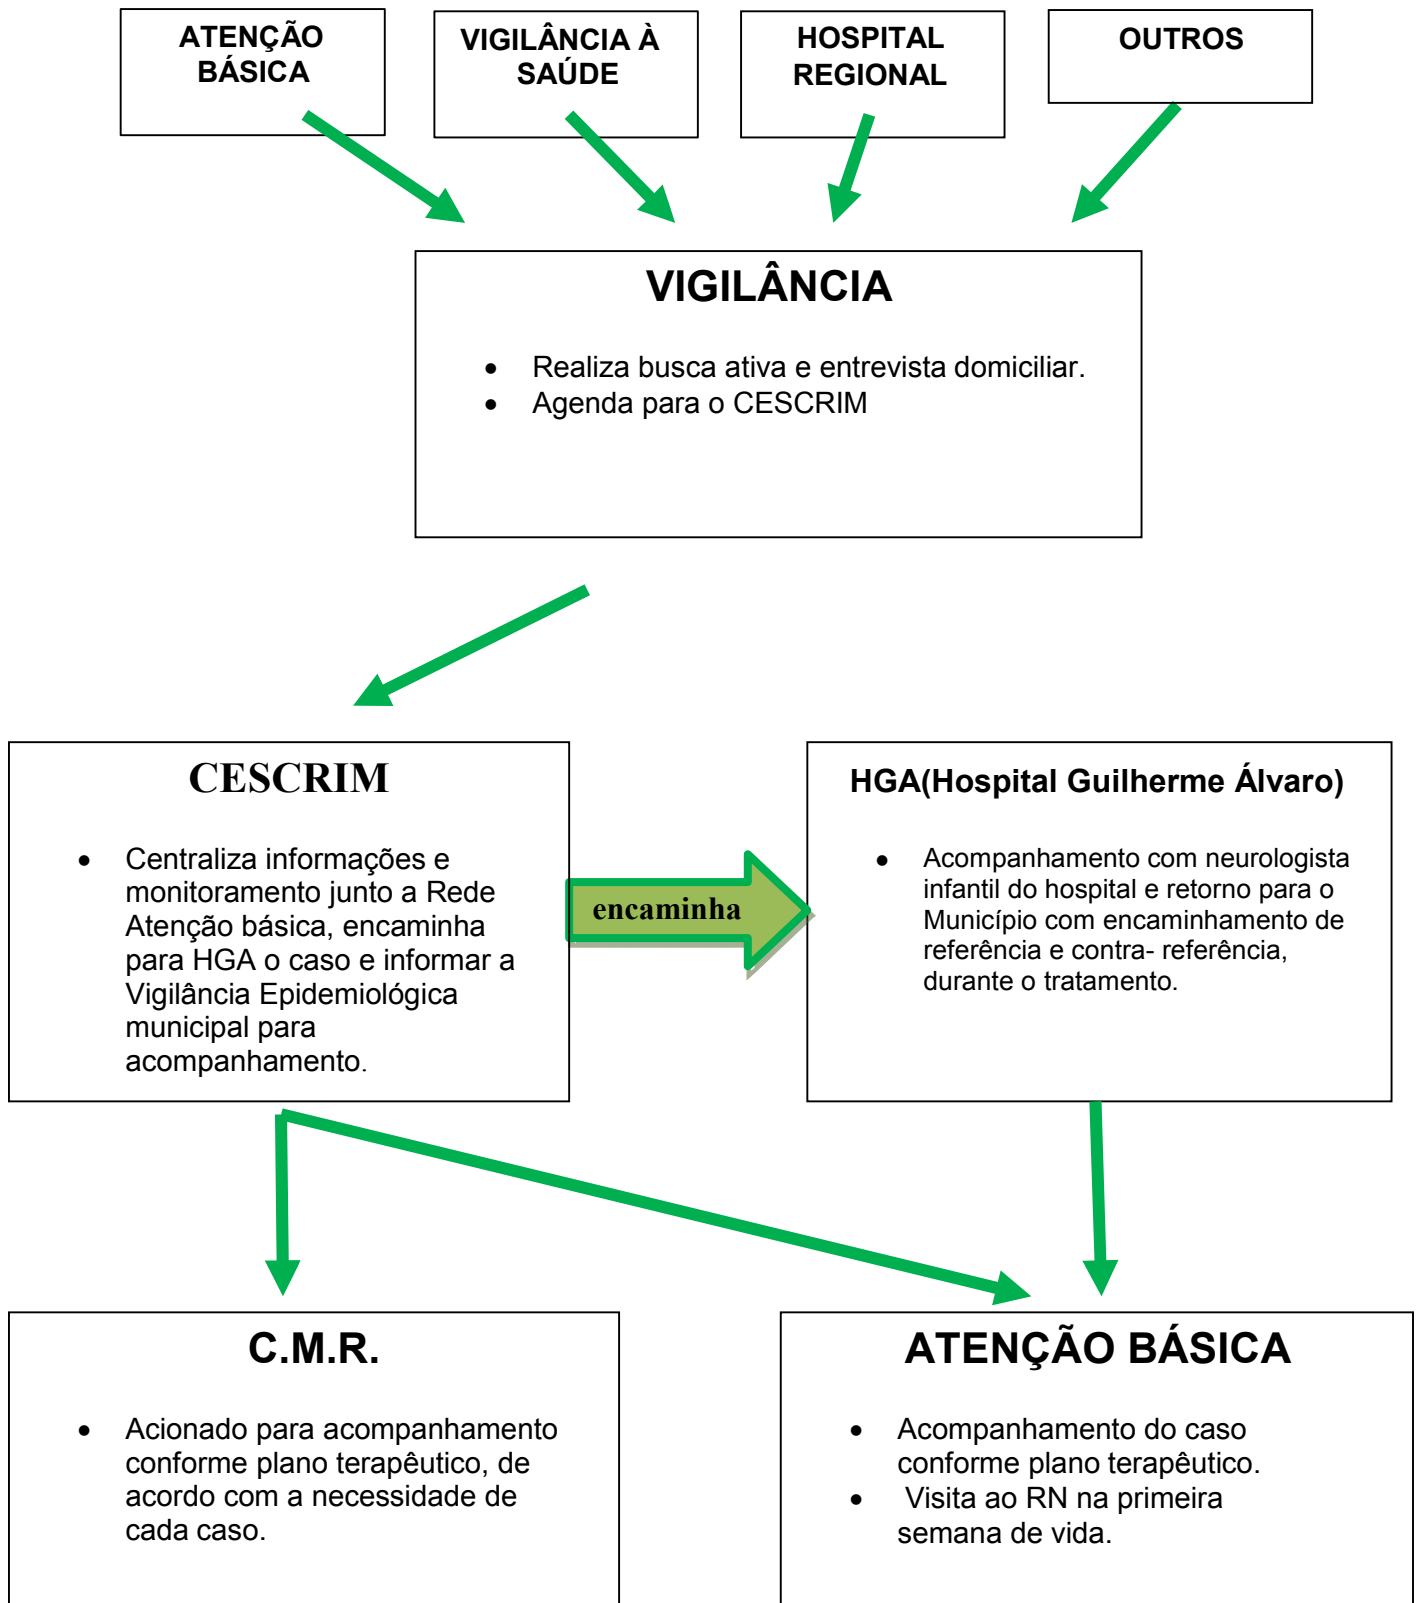 ATENÇÃO
BÁSICA
VIGILÂNCIA À
SAÚDE
HOSPITAL
REGIONAL
OUTROS
VIGILÂNCIA
• Realiza busca ativa e entrevista domiciliar.
• Agenda para o CESCRIM
CESCRIM
• Centraliza informações e
monitoramento junto a Rede
Atenção básica, encaminha
para HGA o caso e informar a
Vigilância Epidemiológica
municipal para
acompanhamento.
encaminha
HGA(Hospital Guilherme Álvaro)
• Acompanhamento com neurologista
infantil do hospital e retorno para o
Município com encaminhamento de
referência e contra- referência,
durante o tratamento.
C.M.R.
• Acionado para acompanhamento
conforme plano terapêutico, de
acordo com a necessidade de
cada caso.
ATENÇÃO BÁSICA
• Acompanhamento do caso
conforme plano terapêutico.
• Visita ao RN na primeira
semana de vida.